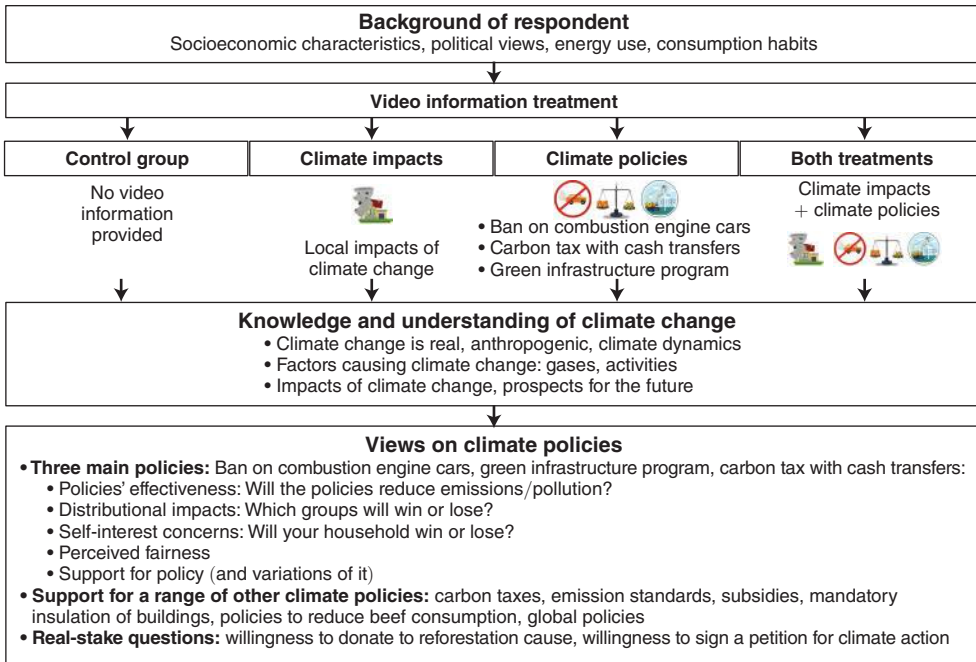 Background of respondent
Socioeconomic characteristics, political views, energy use, consumption habits
Video information treatment
Control group
No video
information
provided
Climate impacts
Local impacts of
climate change
Climate policies
• Ban on combustion engine cars
• Carbon tax with cash transfers
• Green infrastructure program
Both treatments
Climate impacts
+ climate policies
Knowledge and understanding of climate change
• Climate change is real, anthropogenic, climate dynamics
• Factors causing climate change: gases, activities
• Impacts of climate change, prospects for the future
Views on climate policies
• Three main policies: Ban on combustion engine cars, green infrastructure program, carbon tax with cash transfers:
• Policies' effectiveness: Will the policies reduce emissions/pollution?
• Distributional impacts: Which groups will win or lose?
• Self-interest concerns: Will your household win or lose?
• Perceived fairness
• Support for policy (and variations of it)
• Support for a range of other climate policies: carbon taxes, emission standards, subsidies, mandatory
insulation of buildings, policies to reduce beef consumption, global policies
• Real-stake questions: willingness to donate to reforestation cause, willingness to sign a petition for climate action